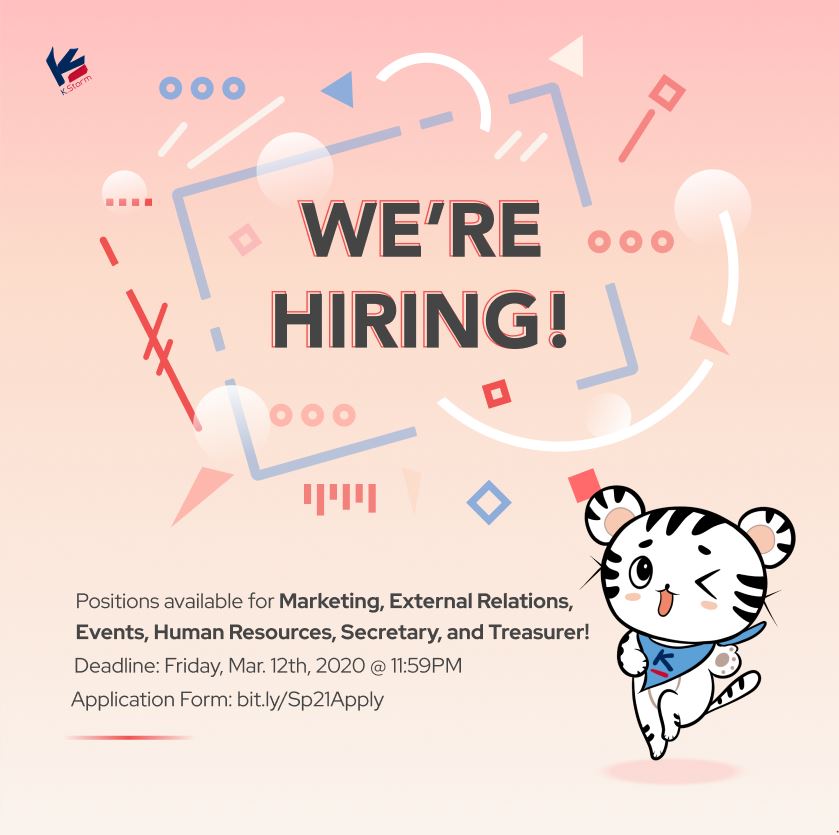 K.Storm
WE'RE
HIRING!
Positions available for Marketing, External Relations,
Events, Human Resources, Secretary, and Treasurer!
Deadline: Friday, Mar. 12th, 2020 @ 11:59PM
Application Form: bit.ly/Sp21Apply
K